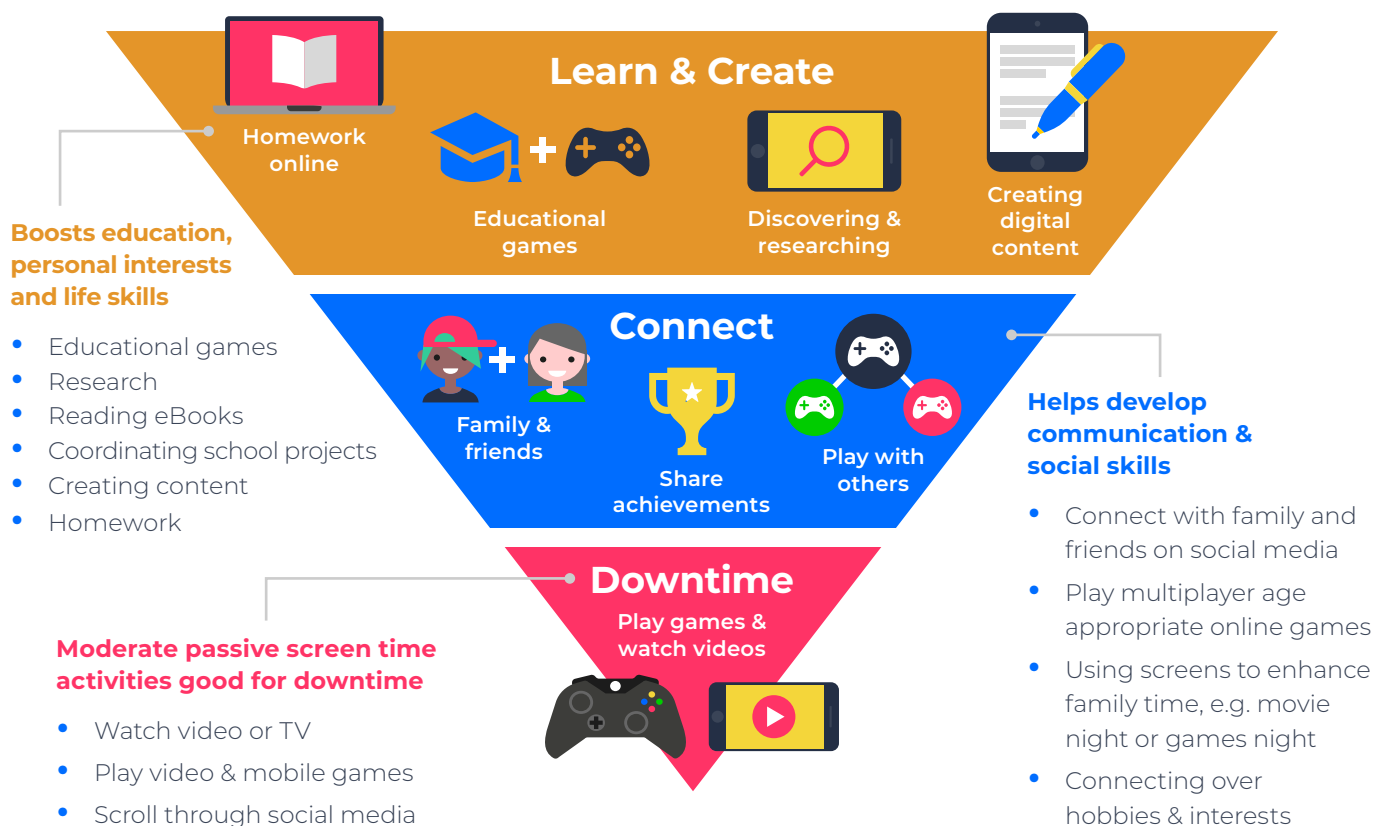 Learn & Create
Homework
online
Educational
games
Discovering &
researching
Creating
digital
content
Boosts education,
personal interests
and life skills
• Educational games
• Research
• Reading eBooks
• Coordinating school projects
• Creating content
• Homework
Connect
Family &
friends
Share
achievements
Play with
others
Helps develop
communication &
social skills
• Connect with family and
friends on social media
• Play multiplayer age
appropriate online games
• Using screens to enhance
family time, e.g. movie
night or games night
• Connecting over
hobbies & interests
Downtime
Play games &
watch videos
Moderate passive screen time
activities good for downtime
• Watch video or TV
• Play video & mobile games
• Scroll through social media